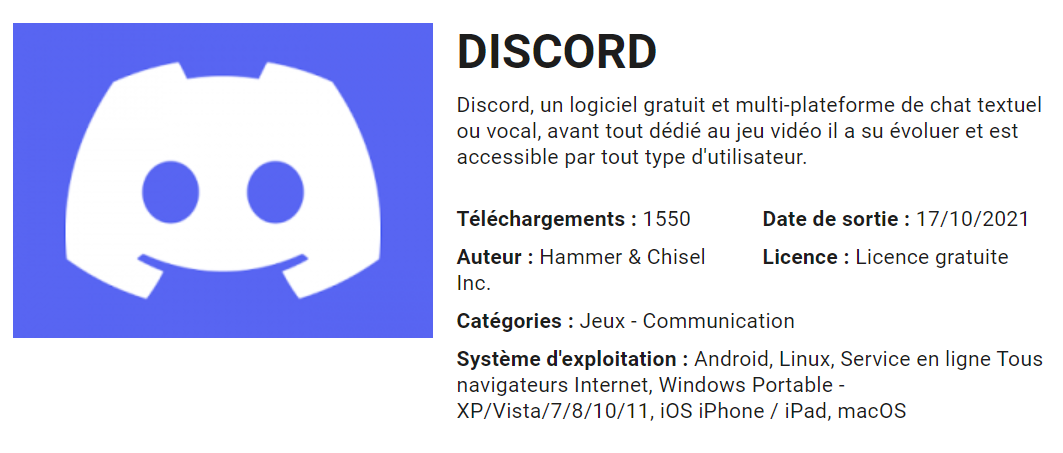 DISCORD
Discord, un logiciel gratuit et multi-plateforme de chat textuel
ou vocal, avant tout dédié au jeu vidéo il a su évoluer et est
accessible par tout type d'utilisateur.
Téléchargements : 1550
Date de sortie : 17/10/2021
Auteur : Hammer & Chisel
Inc.
Licence : Licence gratuite
Catégories : Jeux - Communication
Système d'exploitation : Android, Linux, Service en ligne Tous
navigateurs Internet, Windows Portable -
XP/Vista/7/8/10/11, iOS iPhone / iPad, macOS